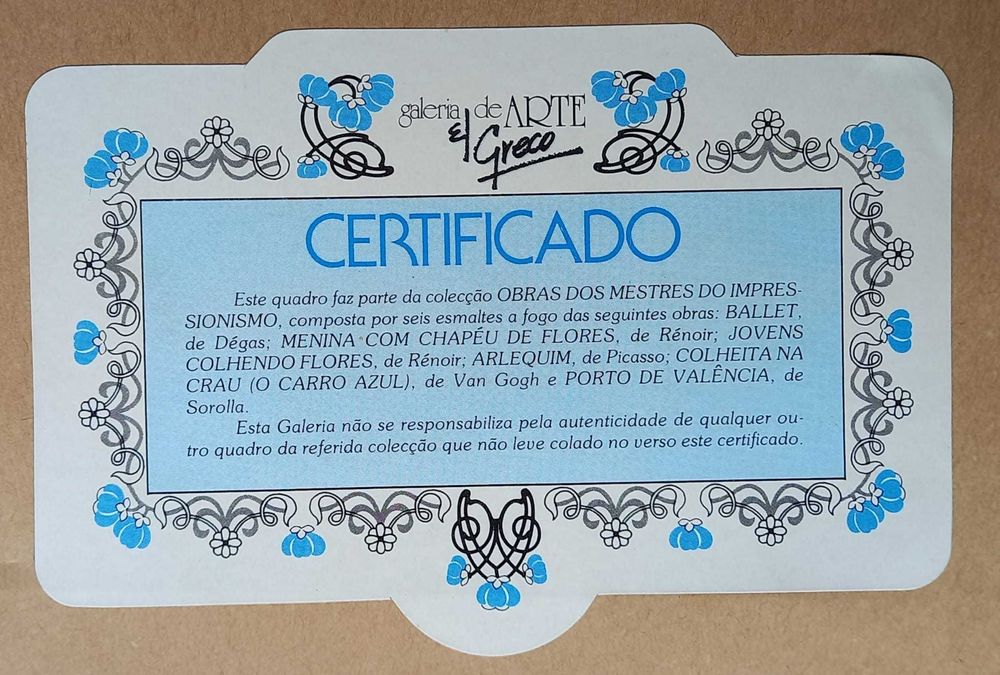 galeria de ARTE
El Greco
CERTIFICADO
Este quadro faz parte da colecção OBRAS DOS MESTRES DO IMPRES-
SIONISMO, composta por seis esmaltes a fogo das seguintes obras: BALLET,
de Dégas; MENINA COM CHAPÉU DE FLORES, de Rénoir; JOVENS
COLHENDO FLORES, de Rénoir; ARLEQUIM, de Picasso; COLHEITA NA
CRAU (O CARRO AZUL), de Van Gogh e PORTO DE VALÊNCIA, de
Sorolla.
Esta Galeria não se responsabiliza pela autenticidade de qualquer ou-
tro quadro da referida colecção que não leve colado no verso este certificado.